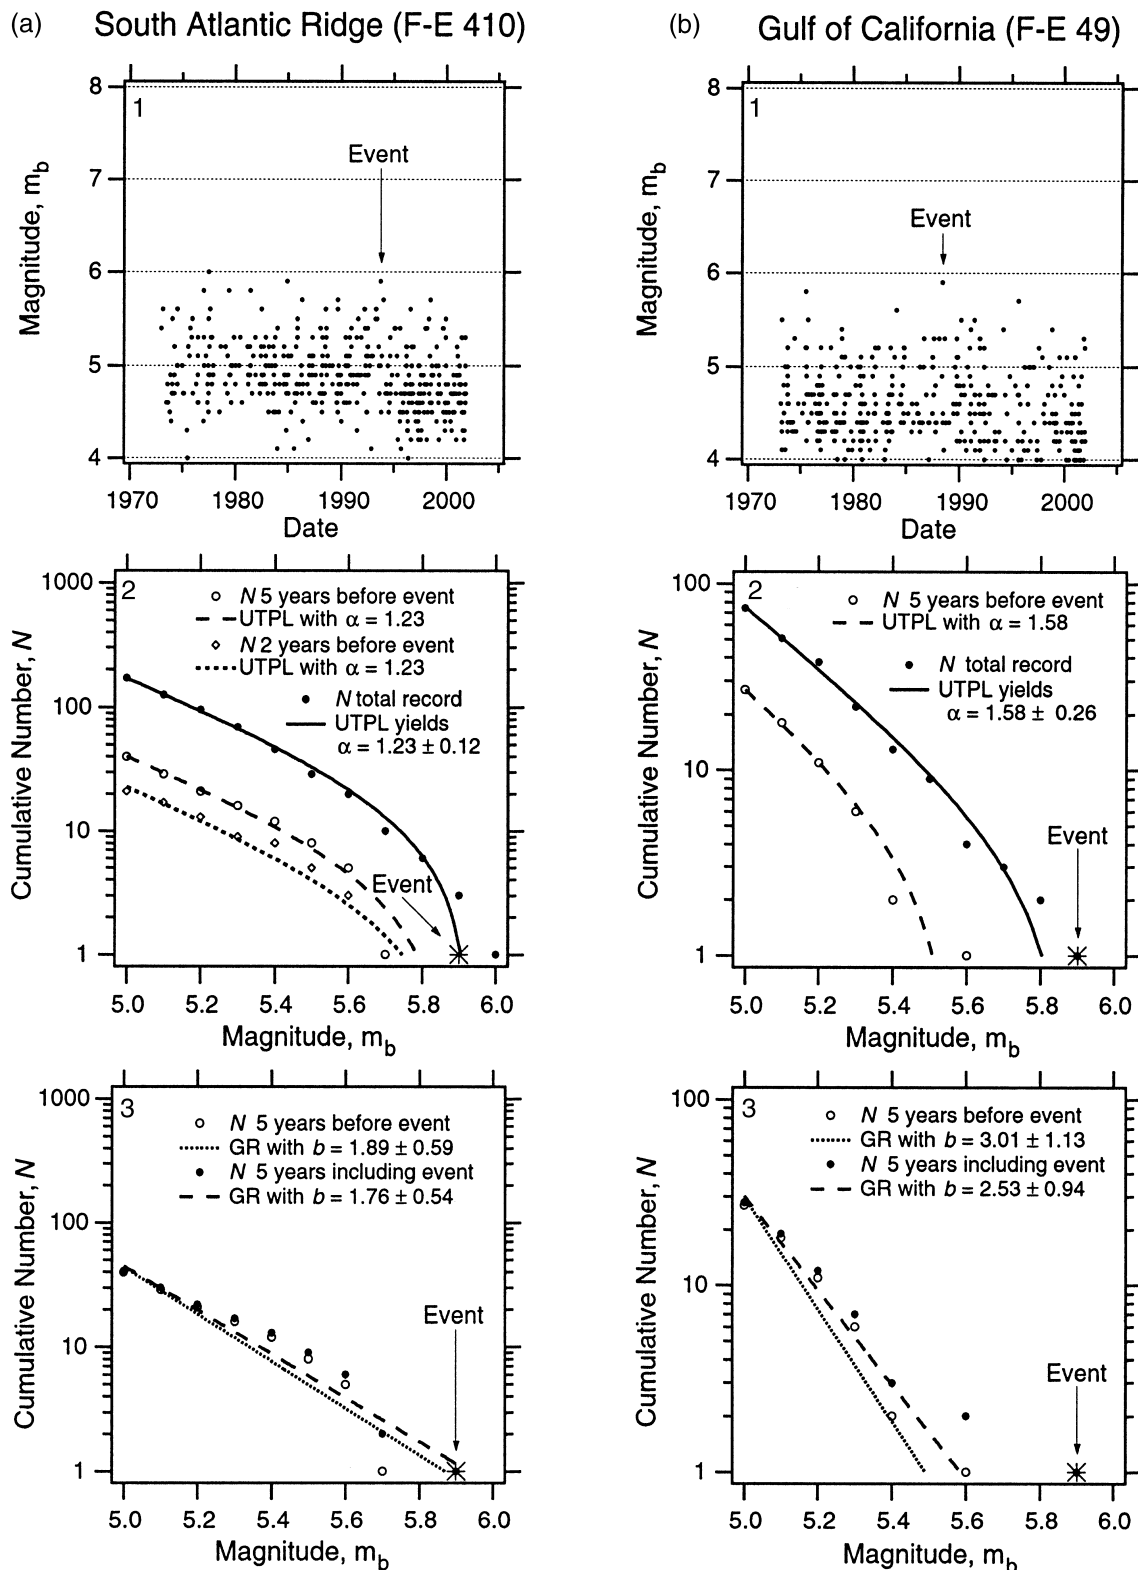 (a) South Atlantic Ridge (F-E 410)
1
Event
8
7
6
5
4
Magnitude, mb
1970 1980 1990 2000
Date
2
N 5 years before event
UTPL with α = 1.23
N 2 years before event
UTPL with α = 1.23
N total record
UTPL yields
α = 1.23 ± 0.12
Event
1000
100
10
1
Cumulative Number, N
5.0 5.2 5.4 5.6 5.8 6.0
Magnitude, mb
3
N 5 years before event
GR with b = 1.89 ± 0.59
N 5 years including event
GR with b = 1.76 ± 0.54
Event
1000
100
10
1
Cumulative Number, N
5.0 5.2 5.4 5.6 5.8 6.0
Magnitude, mb
(b) Gulf of California (F-E 49)
1
Event
8
7
6
5
4
Magnitude, mb
1970 1980 1990 2000
Date
2
N 5 years before event
UTPL with α = 1.58
N total record
UTPL yields
α = 1.58 ± 0.26
Event
100
10
1
Cumulative Number, N
5.0 5.2 5.4 5.6 5.8 6.0
Magnitude, mb
3
N 5 years before event
GR with b = 3.01 ± 1.13
N 5 years including event
GR with b = 2.53 ± 0.94
Event
100
10
1
Cumulative Number, N
5.0 5.2 5.4 5.6 5.8 6.0
Magnitude, mb